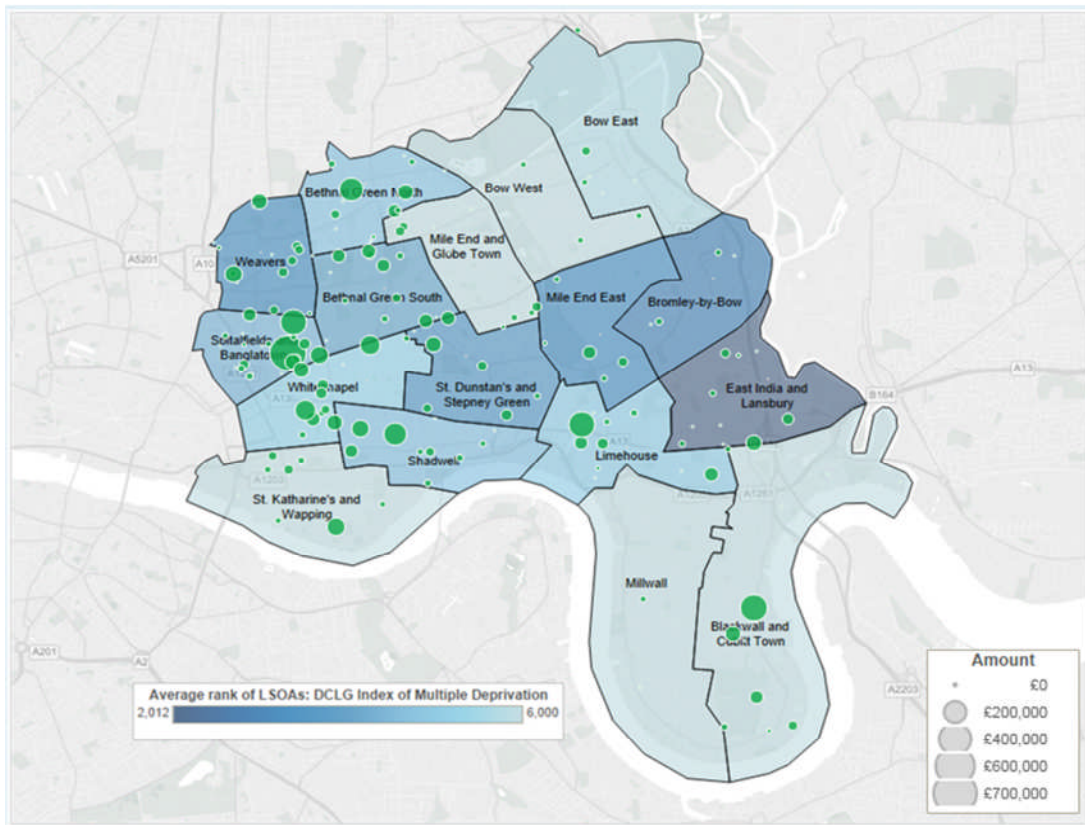 Bow East
Bethnal Green North
Bow West
Mile End and
Globe Town
A5201
A10
Weavers
Bethnal Green South
Mile End East
Bromley-by-Bow
Spitalfields
Banglatown
Whitechapel
A13
St. Dunstan's and
Stepney Green
East India and
Lansbury
A13
B164
Limehouse
Shadwell
A1203
St. Katharine's and
Wapping
Millwall
Blackwall and
Cubitt Town
A201
A2
A2203
Average rank of LSOAs: DCLG Index of Multiple Deprivation
2,012
6,000
Amount
£0
£200,000
£400,000
£600,000
£700,000